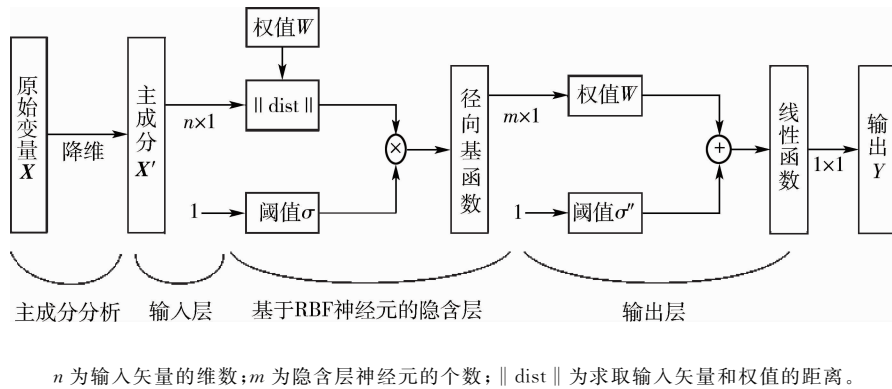 权值W
原始变量X
降维
主成分X′
n×1
‖dist‖
×
1
阈值σ
径向基函数
m×1
权值W
+
1
阈值σ″
线性函数
1×1
输出Y
主成分分析
输入层
基于RBF神经元的隐含层
输出层
n为输入矢量的维数;m为隐含层神经元的个数;‖dist‖为求取输入矢量和权值的距离。